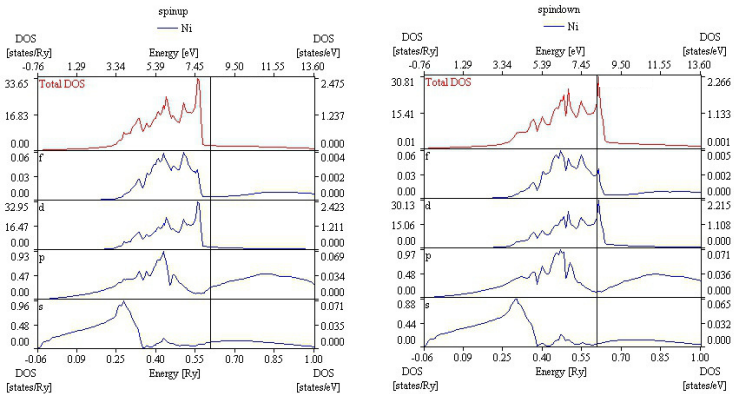 spinup
Ni
DOS
[states/Ry]
Energy [eV]
DOS
[states/eV]
-0.76 1.25 3.34 5.39 7.45 8.50 11.55 13.60
33.65 Total DOS 2.475
16.83 1.237
0.00 0.000
0.06 f 0.004
0.03 0.002
0.00 0.000
32.95 d 2.423
16.47 1.211
0.00 0.000
0.93 p 0.069
0.47 0.034
0.00 0.000
0.96 s 0.071
0.48 0.035
0.00 0.000
-0.06 0.09 0.25 0.40 0.55 0.70 0.85 1.00
DOS
[states/Ry]
Energy [Ry]
DOS
[states/eV]
spindown
Ni
DOS
[states/Ry]
Energy [eV]
DOS
[states/eV]
-0.76 1.29 3.34 5.39 7.45 9.50 11.55 13.60
30.81 Total DOS 2.266
15.41 1.133
0.01 0.001
0.06 f 0.005
0.03 0.002
0.00 0.000
30.13 d 2.215
15.06 1.108
0.00 0.000
0.97 p 0.071
0.48 0.036
0.00 0.000
0.88 s 0.065
0.44 0.032
0.00 0.000
-0.06 0.09 0.25 0.40 0.55 0.70 0.85 1.00
DOS
[states/Ry]
Energy [Ry]
DOS
[states/eV]